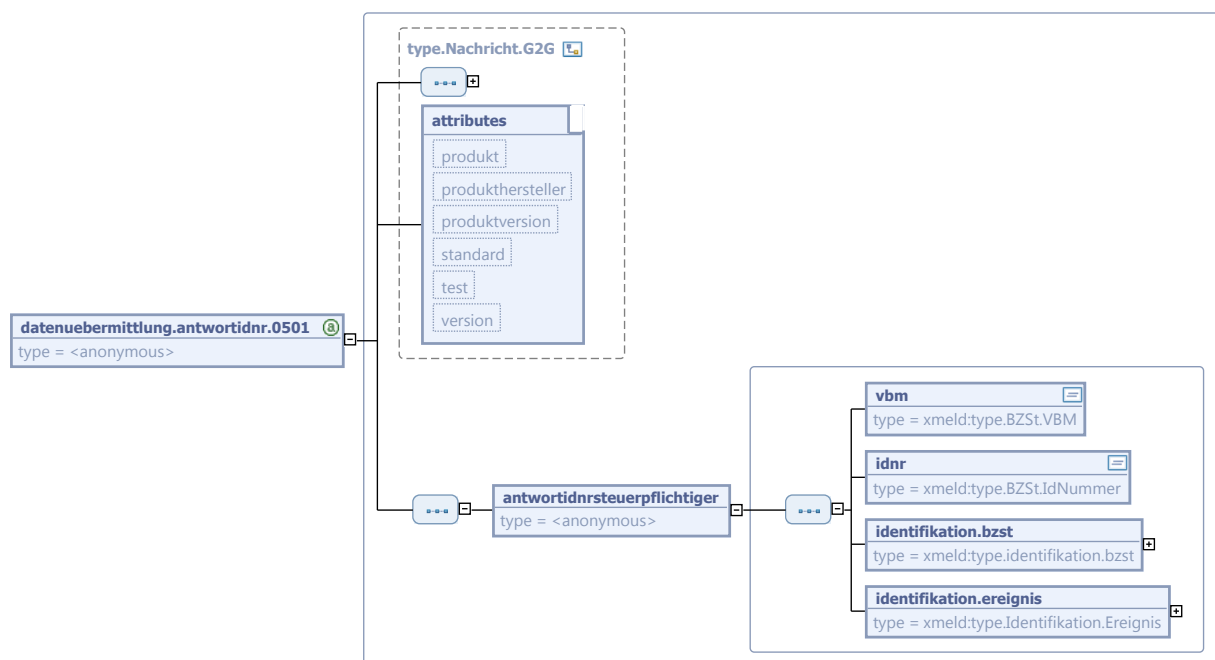 type.Nachricht.G2G
attributes
produkt
produkthersteller
produktversion
standard
test
version
datenuebermittlung.antwortidnr.0501 a
type = <anonymous>
antwortidnrsteuerpflichtiger
type = <anonymous>
vbm
type = xmeld:type.BZSt.VBM
idnr
type = xmeld:type.BZSt.IdNummer
identifikation.bzst
type = xmeld:type.identifikation.bzst
identifikation.ereignis
type = xmeld:type.Identifikation.Ereignis